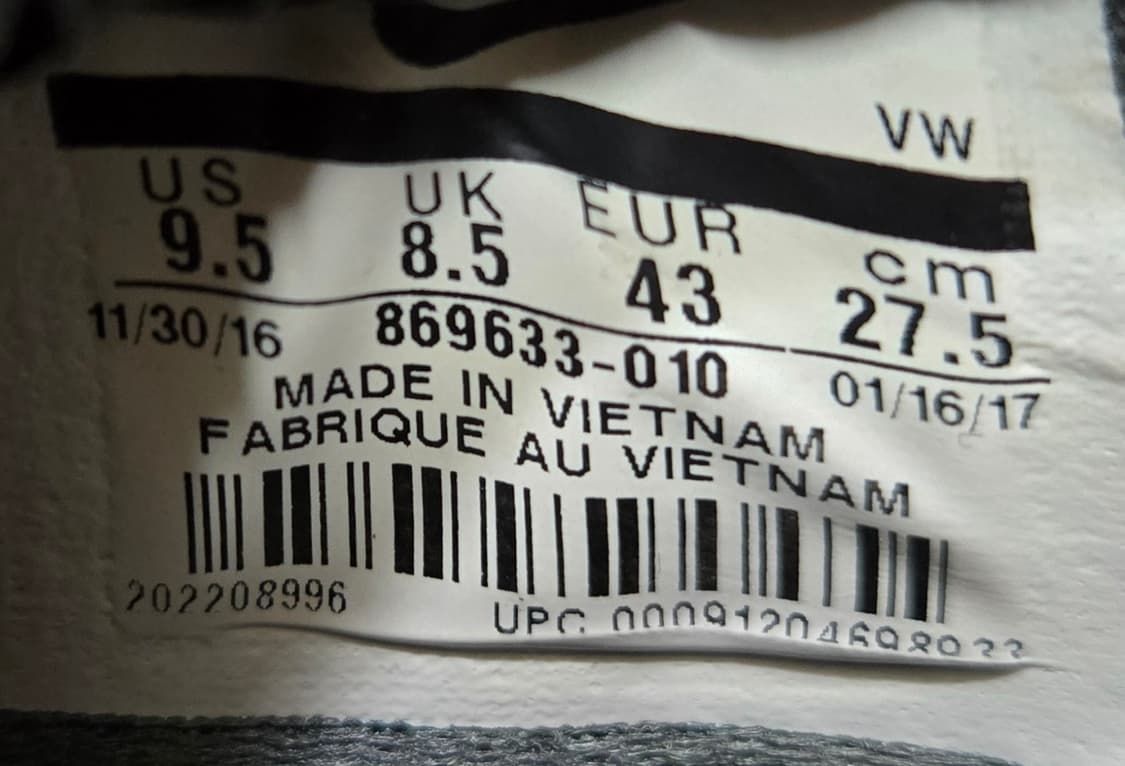 VW
US UK EUR cm
9.5 8.5 43 27.5
11/30/16 869633-010 01/16/17
MADE IN VIETNAM
FABRIQUE AU VIETNAM
202208996
UPC